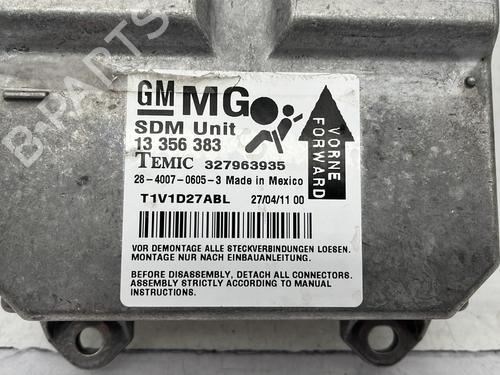 GM MG
SDM Unit
13 356 383
TEMIC 327963935
28-4007-0605-3 Made in Mexico
T1V1D27ABL 27/04/11 00
VORNE
FORWARD
VOR DEMONTAGE ALLE STECKVERBINDUNGEN LOESEN.
MONTAGE NUR NACH EINBAUANLEITUNG.
BEFORE DISASSEMBLY, DETACH ALL CONNECTORS.
ASSEMBLY STRICTLY ACCORDING TO MANUAL
INSTRUCTIONS.
B-PARTS